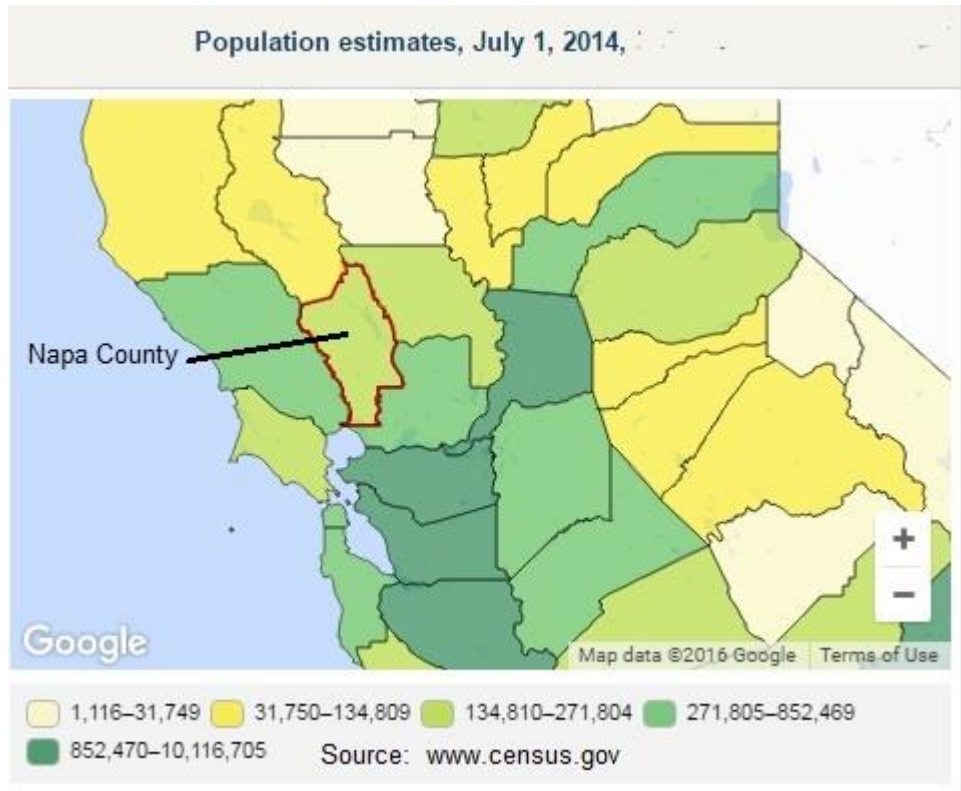 Population estimates, July 1, 2014,
Napa County
+
−
Google
Map data ©2016 Google Terms of Use
1,116–31,749 31,750–134,809 134,810–271,804 271,805–852,469
852,470–10,116,705 Source: www.census.gov